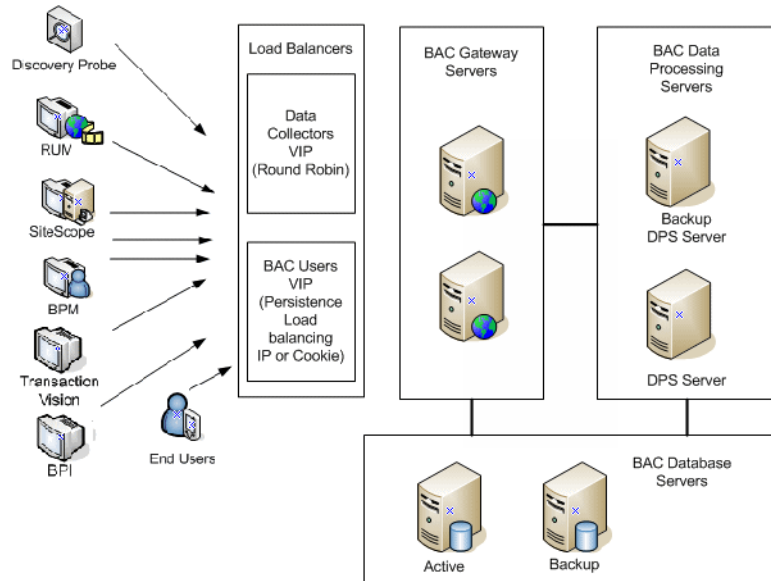 Discovery Probe
RUM
SiteScope
BPM
Transaction
Vision
BPI
End Users
Load Balancers
Data
Collectors
VIP
(Round Robin)
BAC Users
VIP
(Persistence
Load
balancing
IP or Cookie)
BAC Gateway
Servers
BAC Data
Processing
Servers
Backup
DPS Server
DPS Server
BAC Database
Servers
Active
Backup